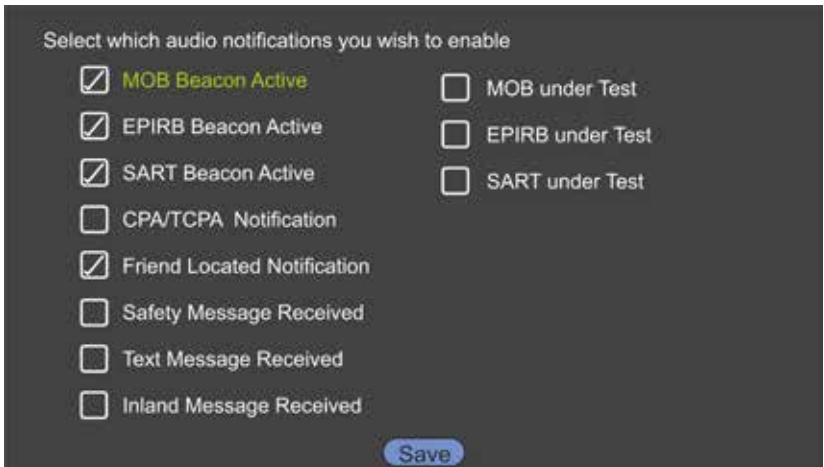 Select which audio notifications you wish to enable
MOB Beacon Active
EPIRB Beacon Active
SART Beacon Active
CPA/TCPA Notification
Friend Located Notification
Safety Message Received
Text Message Received
Inland Message Received
MOB under Test
EPIRB under Test
SART under Test
Save